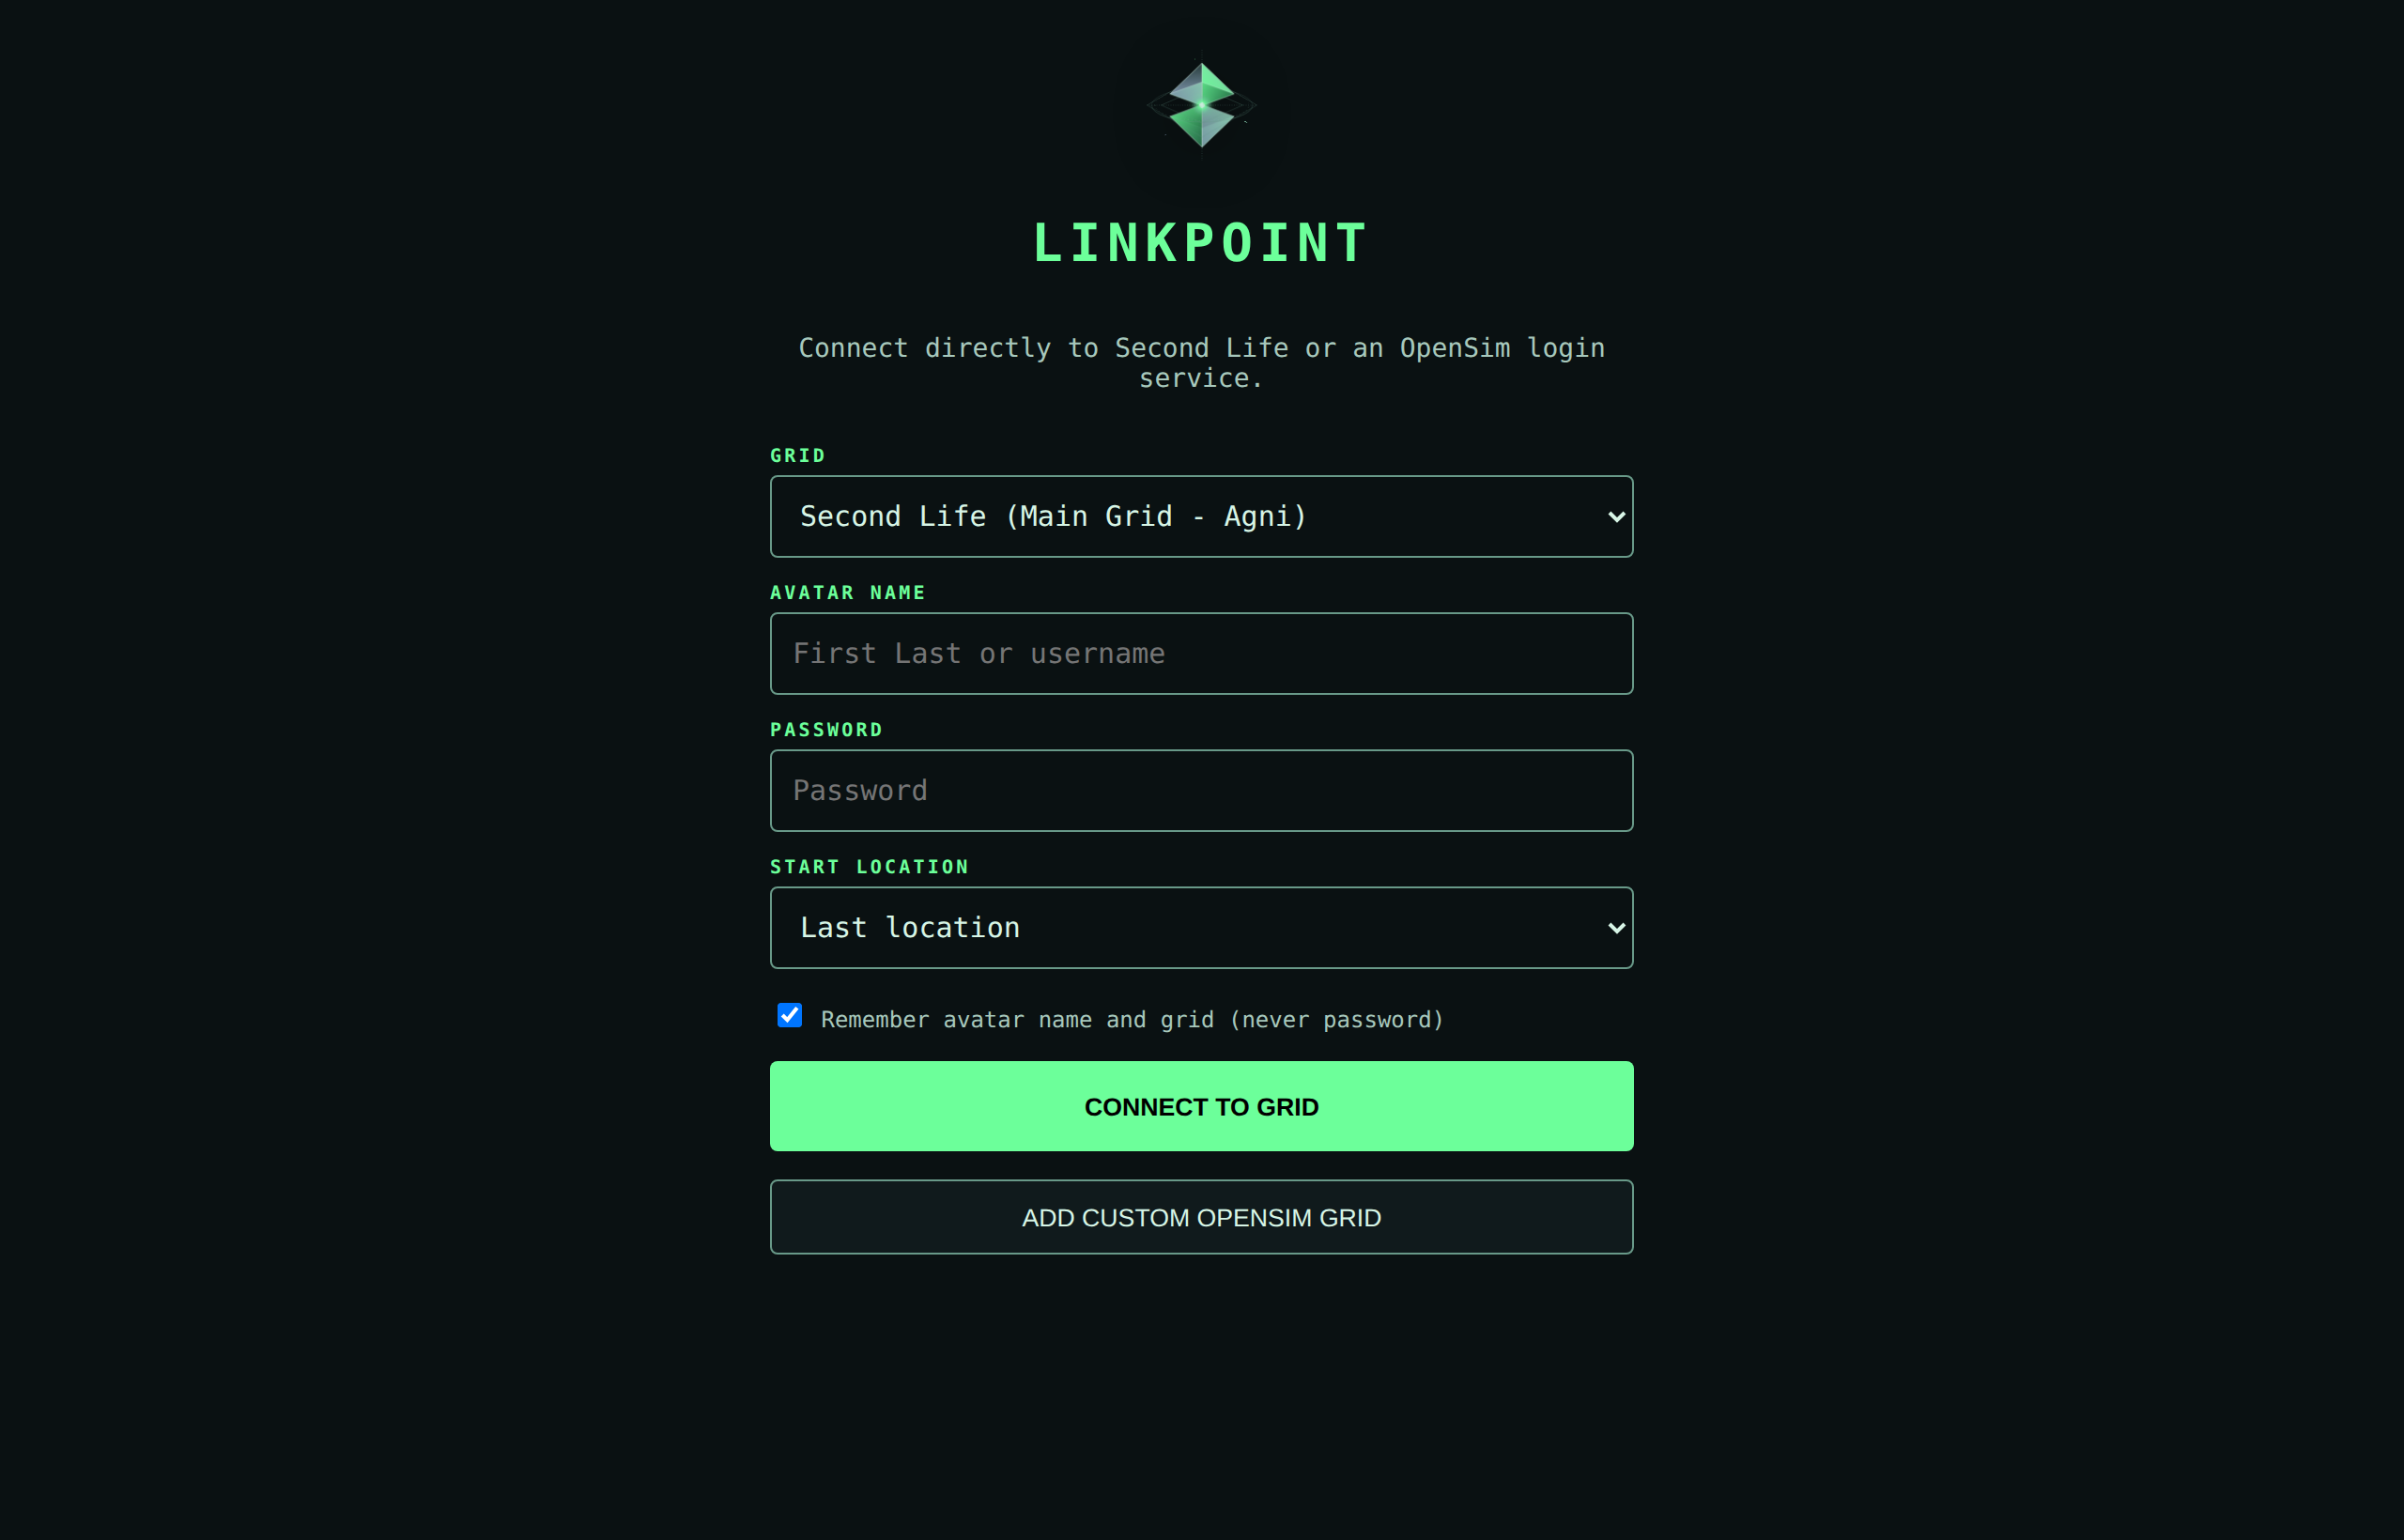 LINKPOINT
Connect directly to Second Life or an OpenSim login
service.
GRID
Second Life (Main Grid - Agni)
AVATAR NAME
First Last or username
PASSWORD
Password
START LOCATION
Last location
Remember avatar name and grid (never password)
CONNECT TO GRID
ADD CUSTOM OPENSIM GRID